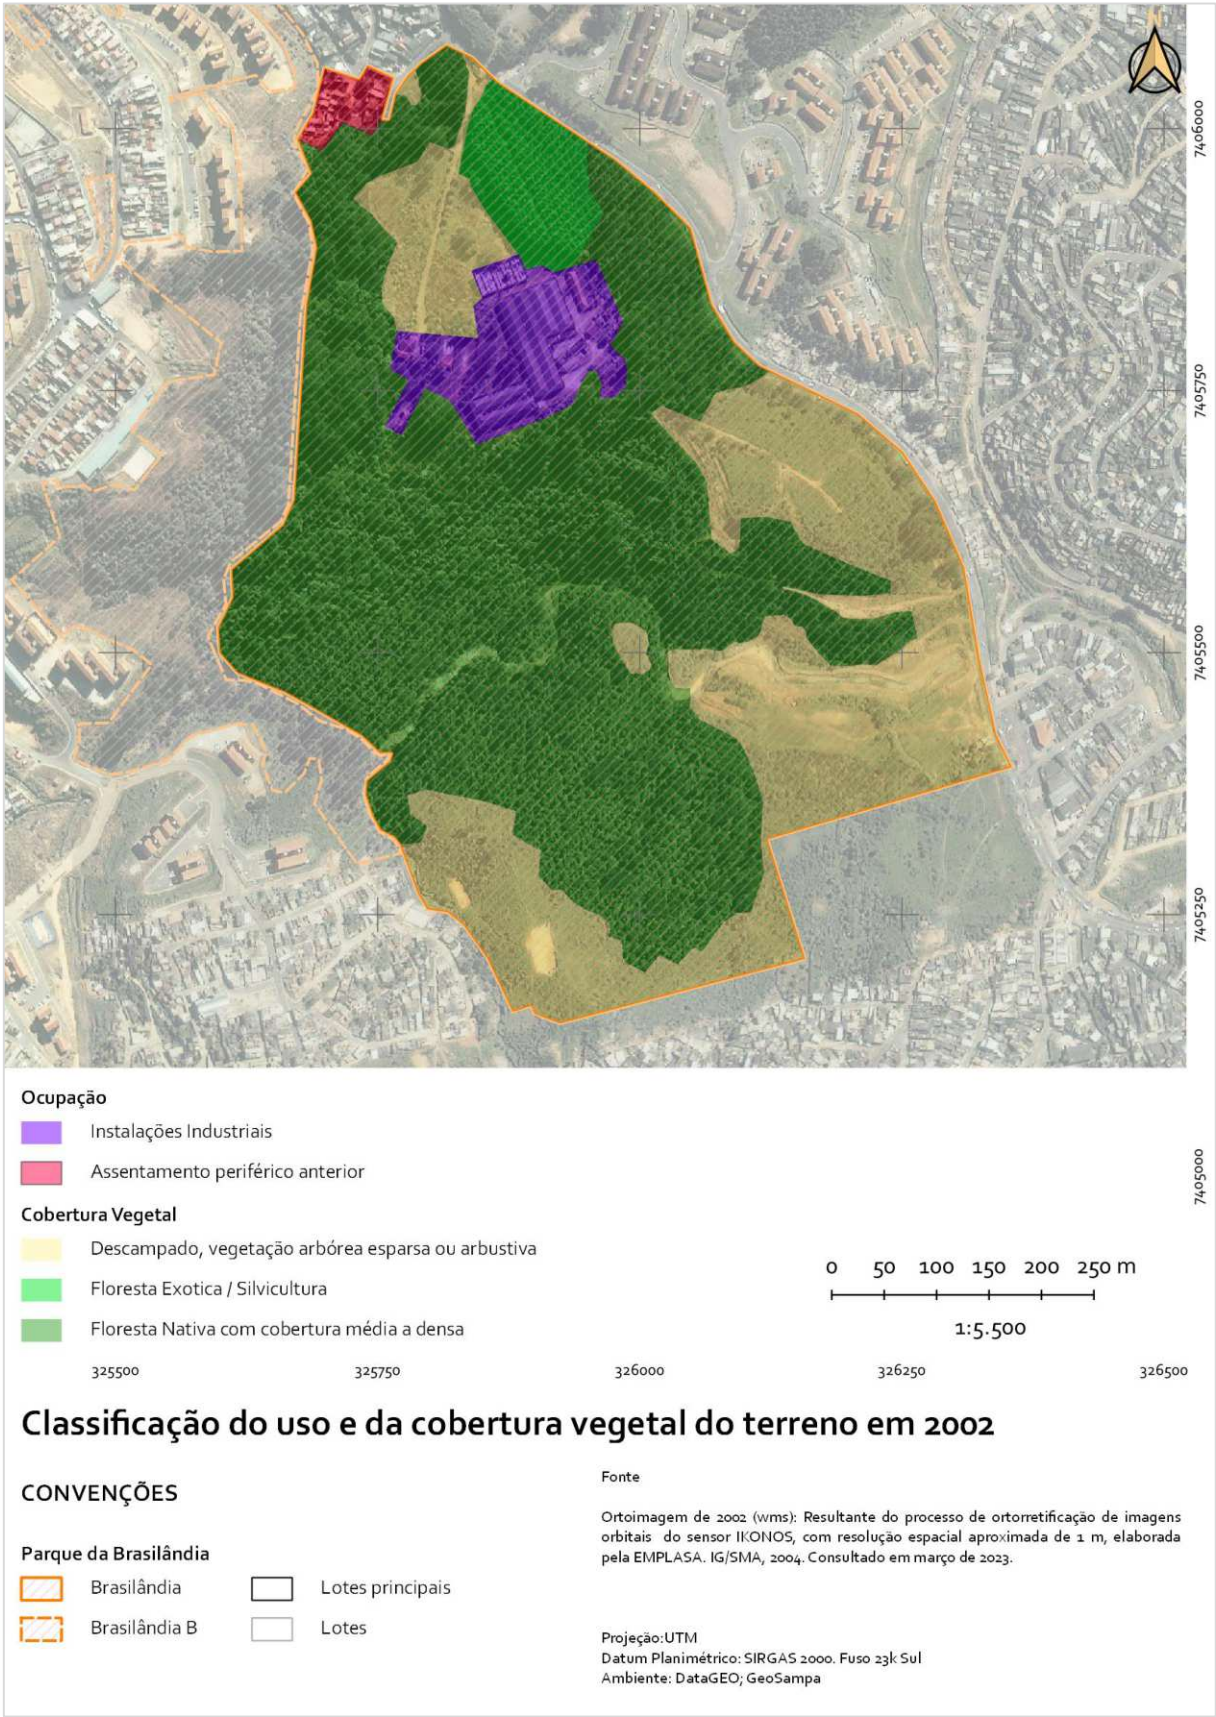 N
7406000
7405750
7405500
7405250
7405000
Ocupação
Instalações Industriais
Assentamento periférico anterior
Cobertura Vegetal
Descampado, vegetação arbórea esparsa ou arbustiva
Floresta Exotica / Silvicultura
Floresta Nativa com cobertura média a densa
0 50 100 150 200 250 m
1:5.500
325500 325750 326000 326250 326500
Classificação do uso e da cobertura vegetal do terreno em 2002
CONVENÇÕES
Parque da Brasilândia
Brasilândia
Brasilândia B
Lotes principais
Lotes
Fonte
Ortoimagem de 2002 (wms): Resultante do processo de ortorretificação de imagens
orbitais do sensor IKONOS, com resolução espacial aproximada de 1 m, elaborada
pela EMPLASA. IG/SMA, 2004. Consultado em março de 2023.
Projeção:UTM
Datum Planimétrico: SIRGAS 2000. Fuso 23k Sul
Ambiente: DataGEO; GeoSampa